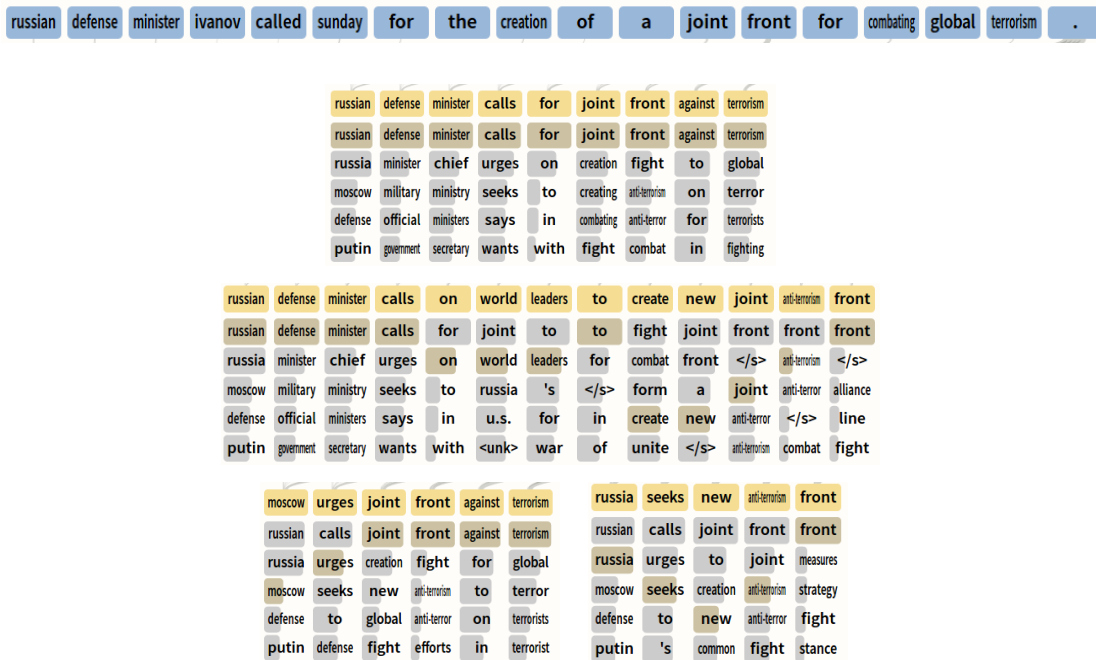 russian defense minister ivanov called sunday for the creation of a joint front for combating global terrorism .
russian defense minister calls for joint front against terrorism
russian defense minister calls for joint front against terrorism
russia minister chief urges on creation fight to global
moscow military ministry seeks to creating anti-terrorism on terror
defense official ministers says in combating anti-terror for terrorists
putin government secretary wants with fight combat in fighting
russian defense minister calls on world leaders to create new joint anti-terrorism front
russian defense minister calls for joint to to fight joint front front front
russia minister chief urges on world leaders for combat front </s> anti-terrorism </s>
moscow military ministry seeks to russia 's </s> form a joint anti-terror alliance
defense official ministers says in u.s. for in create new anti-terror </s> line
putin government secretary wants with <unk> war of unite </s> anti-terrorism combat fight
moscow urges joint front against terrorism
russian calls joint front against terrorism
russia urges creation fight for global
moscow seeks new anti-terrorism to terror
defense to global anti-terror on terrorists
putin defense fight efforts in terrorist
russia seeks new anti-terrorism front
russian calls joint front front
russia urges to joint measures
moscow seeks creation anti-terrorism strategy
defense to new anti-terror fight
putin 's common fight stance